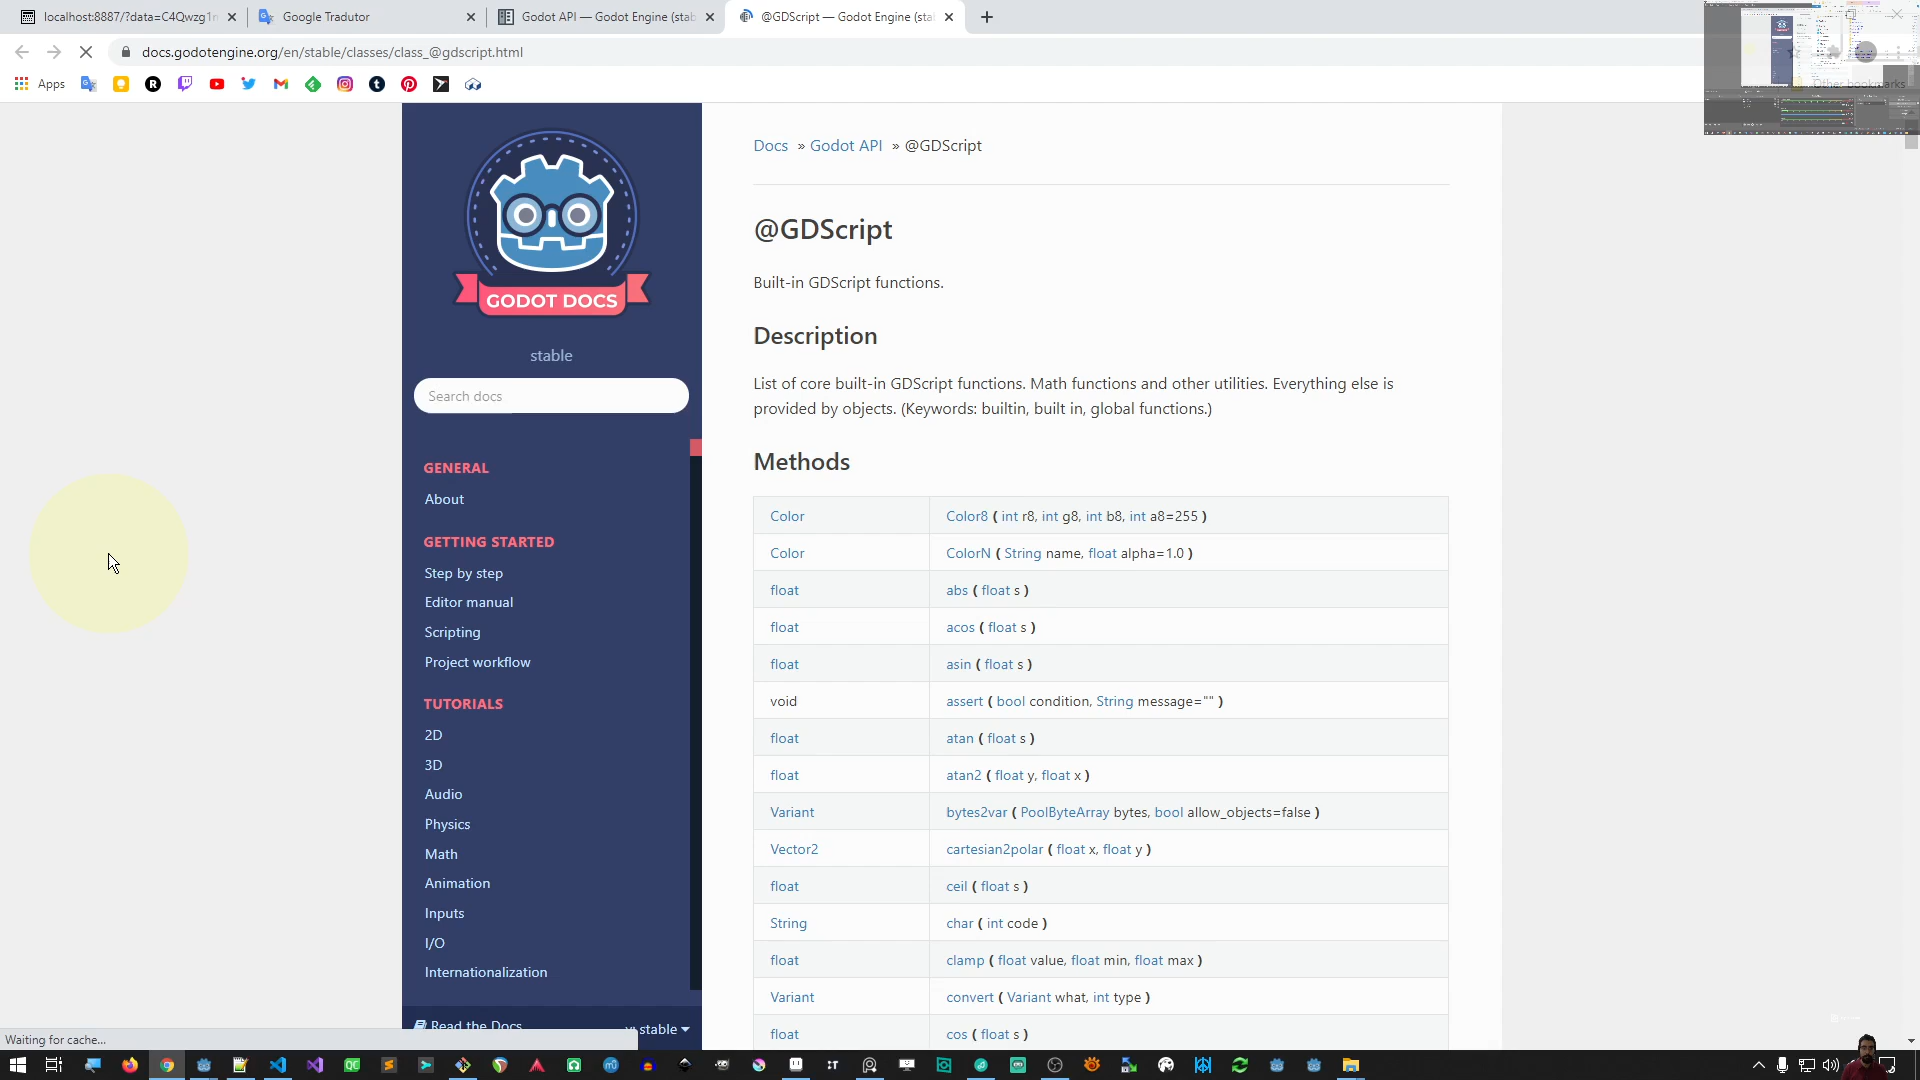 localhost:8887/?data=C4Qwzg1r
Google Tradutor
Godot API — Godot Engine (stab
@GDScript — Godot Engine (stab
docs.godotengine.org/en/stable/classes/class_@gdscript.html
Apps
Other bookmarks
GODOT DOCS
stable
Search docs
GENERAL
About
GETTING STARTED
Step by step
Editor manual
Scripting
Project workflow
TUTORIALS
2D
3D
Audio
Physics
Math
Animation
Inputs
I/O
Internationalization
Read the Docs
v: stable
Docs » Godot API » @GDScript
@GDScript
Built-in GDScript functions.
Description
List of core built-in GDScript functions. Math functions and other utilities. Everything else is
provided by objects. (Keywords: builtin, built in, global functions.)
Methods
Color Color8 ( int r8, int g8, int b8, int a8=255 )
Color ColorN ( String name, float alpha=1.0 )
float abs ( float s )
float acos ( float s )
float asin ( float s )
void assert ( bool condition, String message="" )
float atan ( float s )
float atan2 ( float y, float x )
Variant bytes2var ( PoolByteArray bytes, bool allow_objects=false )
Vector2 cartesian2polar ( float x, float y )
float ceil ( float s )
String char ( int code )
float clamp ( float value, float min, float max )
Variant convert ( Variant what, int type )
float cos ( float s )
Waiting for cache...